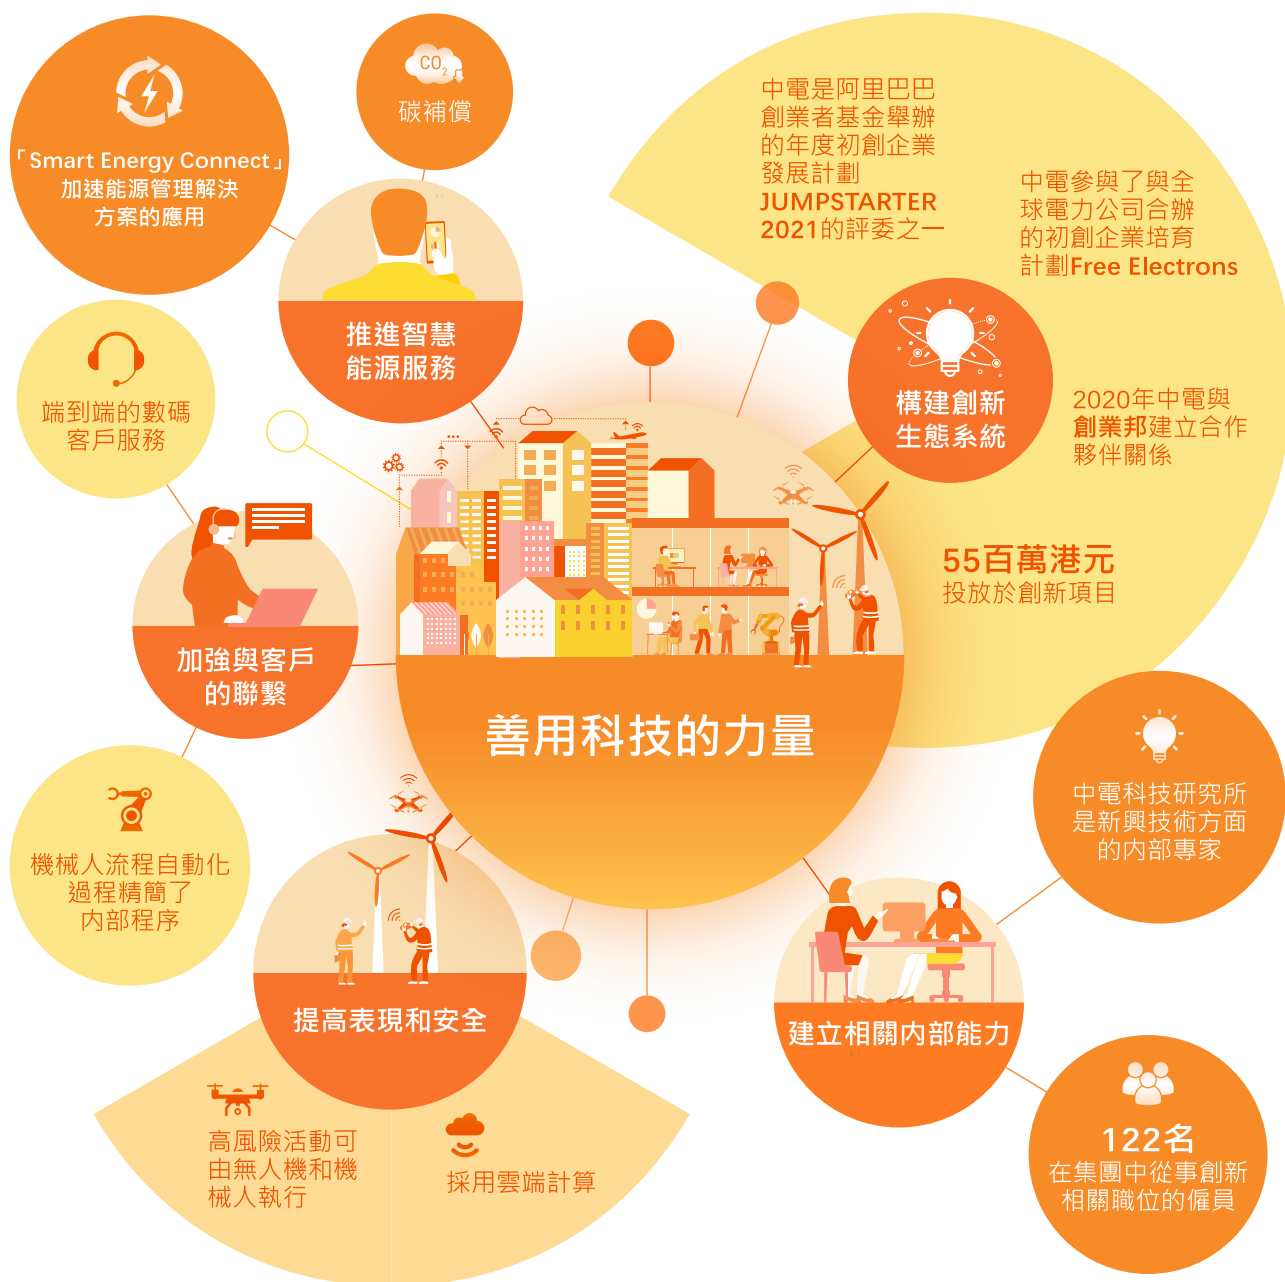 「Smart Energy Connect」
加速能源管理解決
方案的應用
CO2
碳補償
推進智慧
能源服務
中電是阿里巴巴
創業者基金舉辦
的年度初創企業
發展計劃
JUMPSTARTER
2021的評委之一
中電參與了與全
球電力公司合辦
的初創企業培育
計劃Free Electrons
構建創新
生態系統
2020年中電與
創業邦建立合作
夥伴關係
55百萬港元
投放於創新項目
端到端的數碼
客戶服務
加強與客戶
的聯繫
機械人流程自動化
過程精簡了
内部程序
善用科技的力量
中電科技研究所
是新興技術方面
的内部專家
建立相關内部能力
122名
在集團中從事創新
相關職位的僱員
提高表現和安全
高風險活動可
由無人機和機
械人執行
採用雲端計算